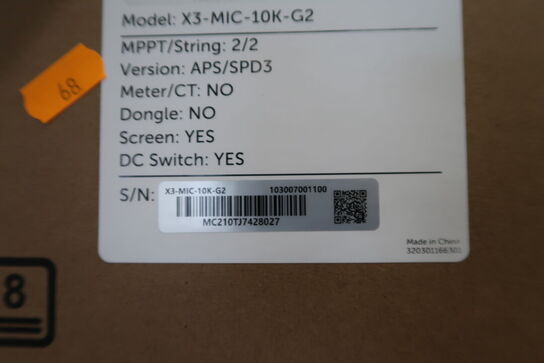 Model: X3-MIC-10K-G2
MPPT/String: 2/2
Version: APS/SPD3
Meter/CT: NO
Dongle: NO
Screen: YES
DC Switch: YES
S/N:
X3-MIC-10K-G2 103007001100
MC210TJ7428027
Made in China
320301166301
68
8